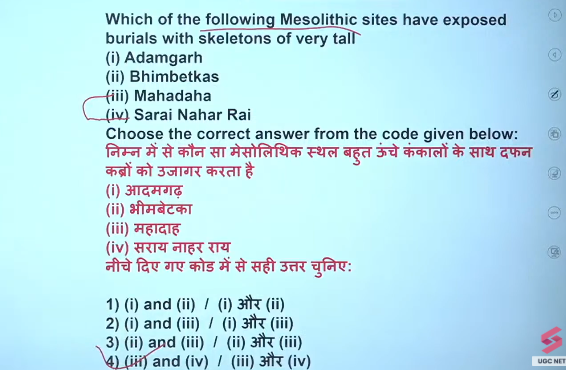 Which of the following Mesolithic sites have exposed
burials with skeletons of very tall
(i) Adamgarh
(ii) Bhimbetkas
(iii) Mahadaha
(iv) Sarai Nahar Rai
Choose the correct answer from the code given below:
निम्न में से कौन सा मेसोलिथिक स्थल बहुत ऊंचे कंकालों के साथ दफन
कब्रों को उजागर करता है
(i) आदमगढ़
(ii) भीमबेटका
(iii) महादाह
(iv) सराय नाहर राय
नीचे दिए गए कोड में से सही उत्तर चुनिए:
1) (i) and (ii) / (i) और (ii)
2) (i) and (iii) / (i) और (iii)
3) (ii) and (iii) / (ii) और (iii)
4) (iii) and (iv) / (iii) और (iv)
UGC NET